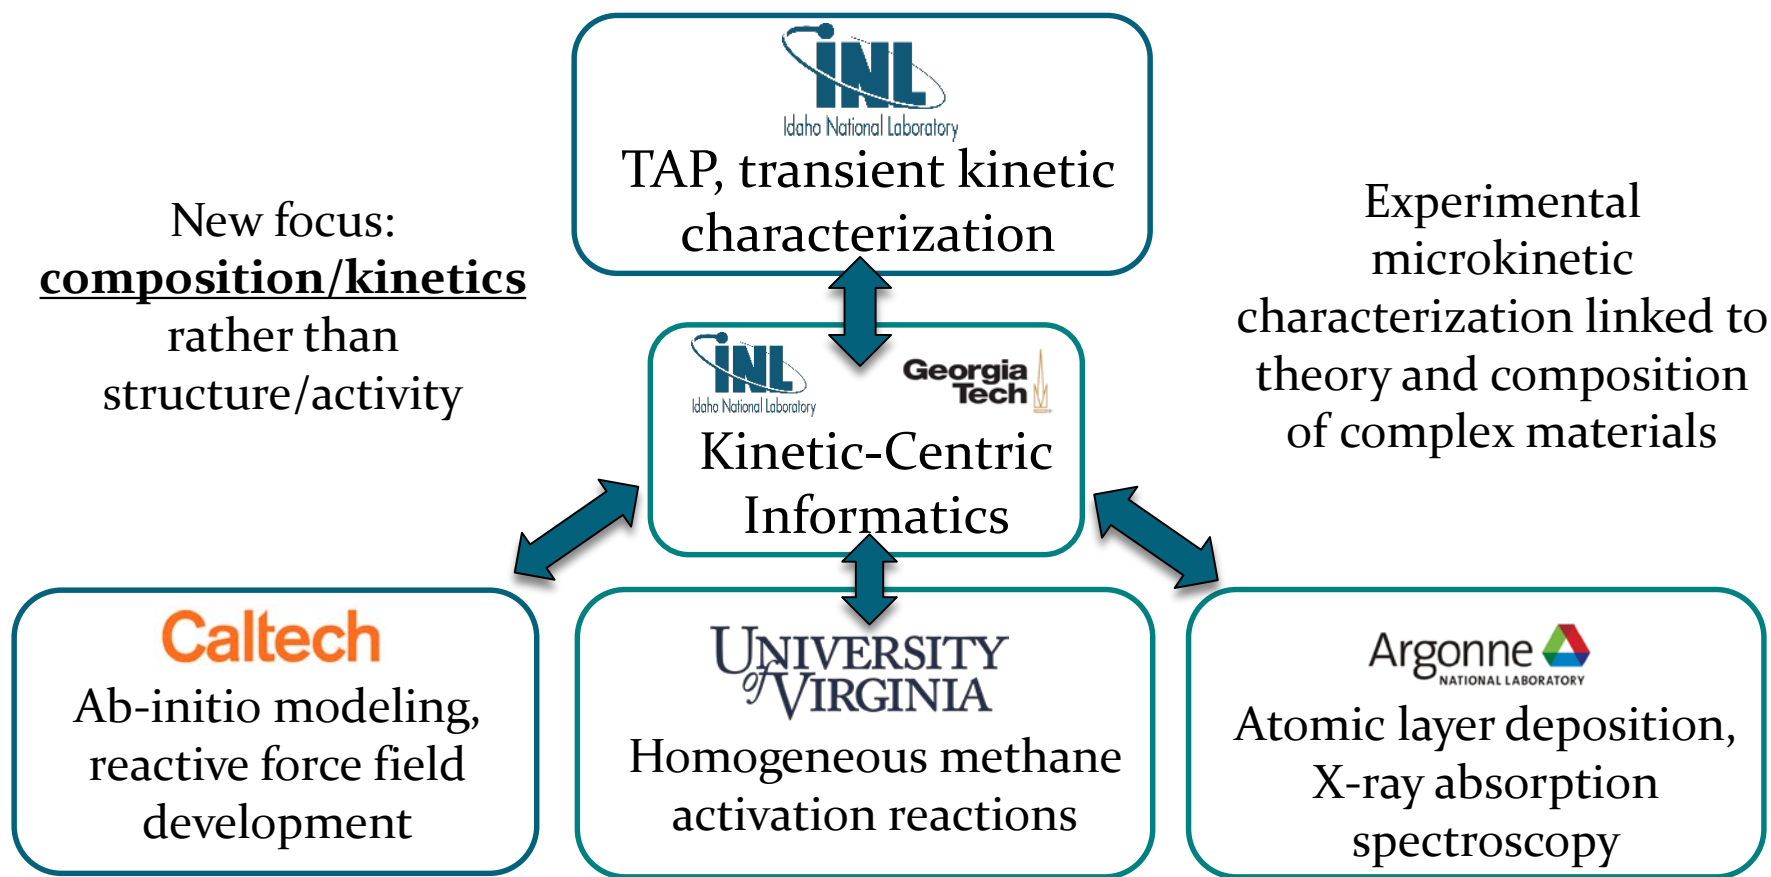 INL
Idaho National Laboratory
TAP, transient kinetic
characterization
New focus:
composition/kinetics
rather than
structure/activity
Experimental
microkinetic
characterization linked to
theory and composition
of complex materials
INL
Idaho National Laboratory
Georgia
Tech
Kinetic-Centric
Informatics
Caltech
Ab-initio modeling,
reactive force field
development
UNIVERSITY
of VIRGINIA
Homogeneous methane
activation reactions
Argonne
NATIONAL LABORATORY
Atomic layer deposition,
X-ray absorption
spectroscopy